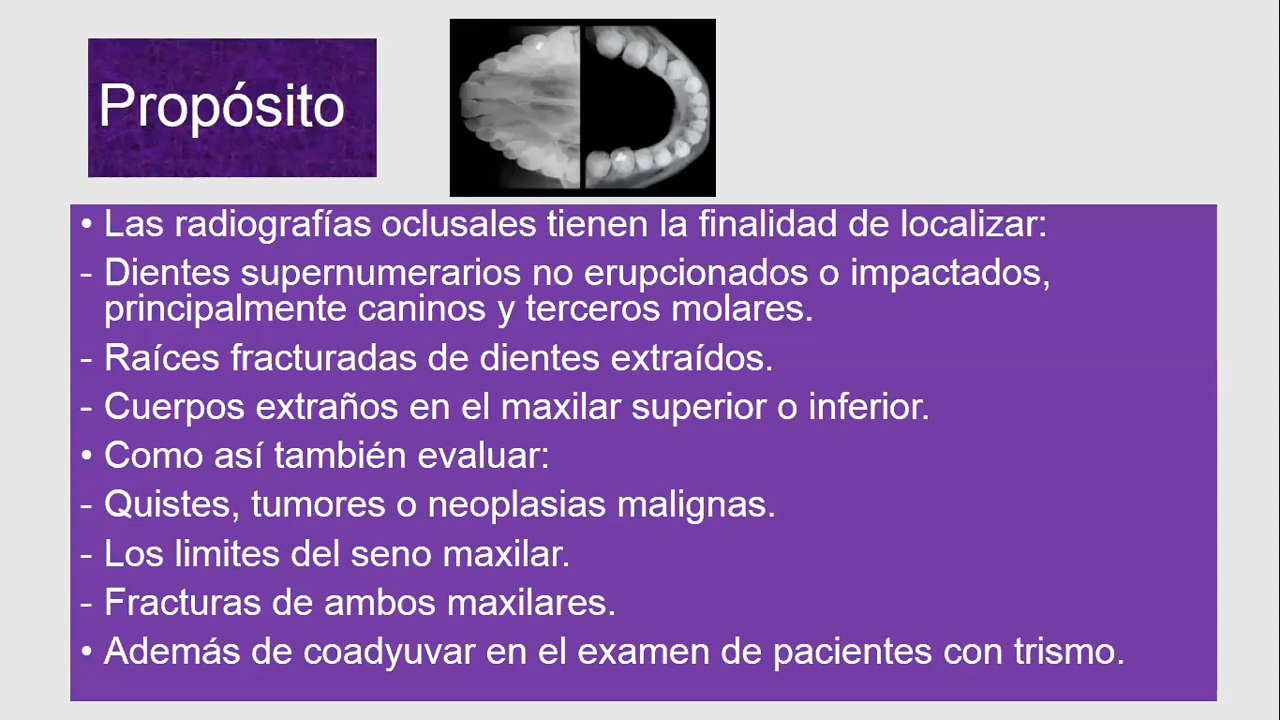 Propósito
• Las radiografías oclusales tienen la finalidad de localizar:
- Dientes supernumerarios no erupcionados o impactados,
principalmente caninos y terceros molares.
- Raíces fracturadas de dientes extraídos.
- Cuerpos extraños en el maxilar superior o inferior.
• Como así también evaluar:
- Quistes, tumores o neoplasias malignas.
- Los limites del seno maxilar.
- Fracturas de ambos maxilares.
• Además de coadyuvar en el examen de pacientes con trismo.